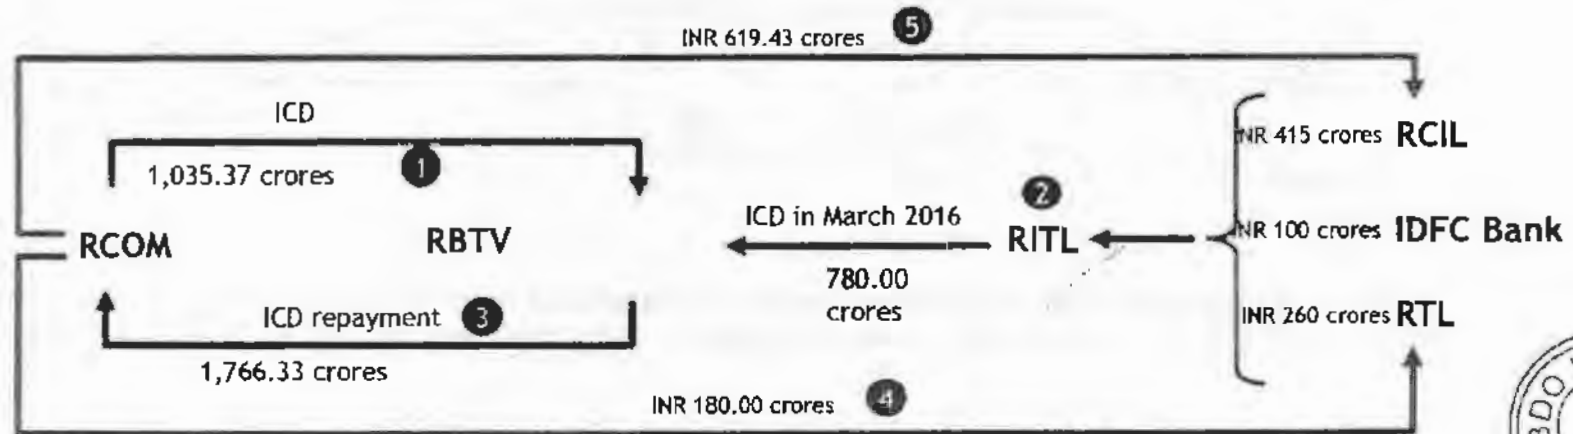 INR 619.43 crores 5
ICD
1,035.37 crores 1
INR 415 crores RCIL
RCOM
RBTV
ICD in March 2016
2
RITL
780.00
crores
INR 100 crores IDFC Bank
ICD repayment 3
1,766.33 crores
INR 260 crores RTL
INR 180.00 crores 4
BDO